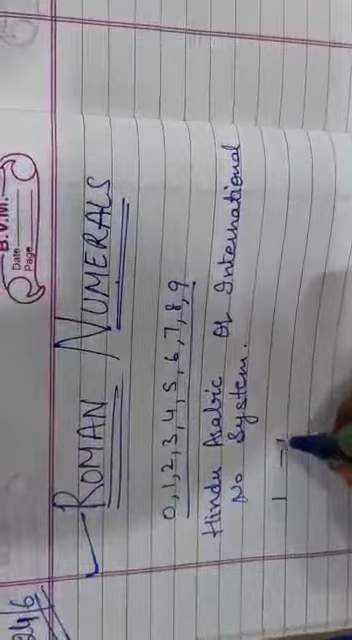 B.V.M.
Date
Page
ROMAN NUMERALS
0,1,2,3,4,5,6,7,8,9
Hindu Arabic Or International
No System.
1 -